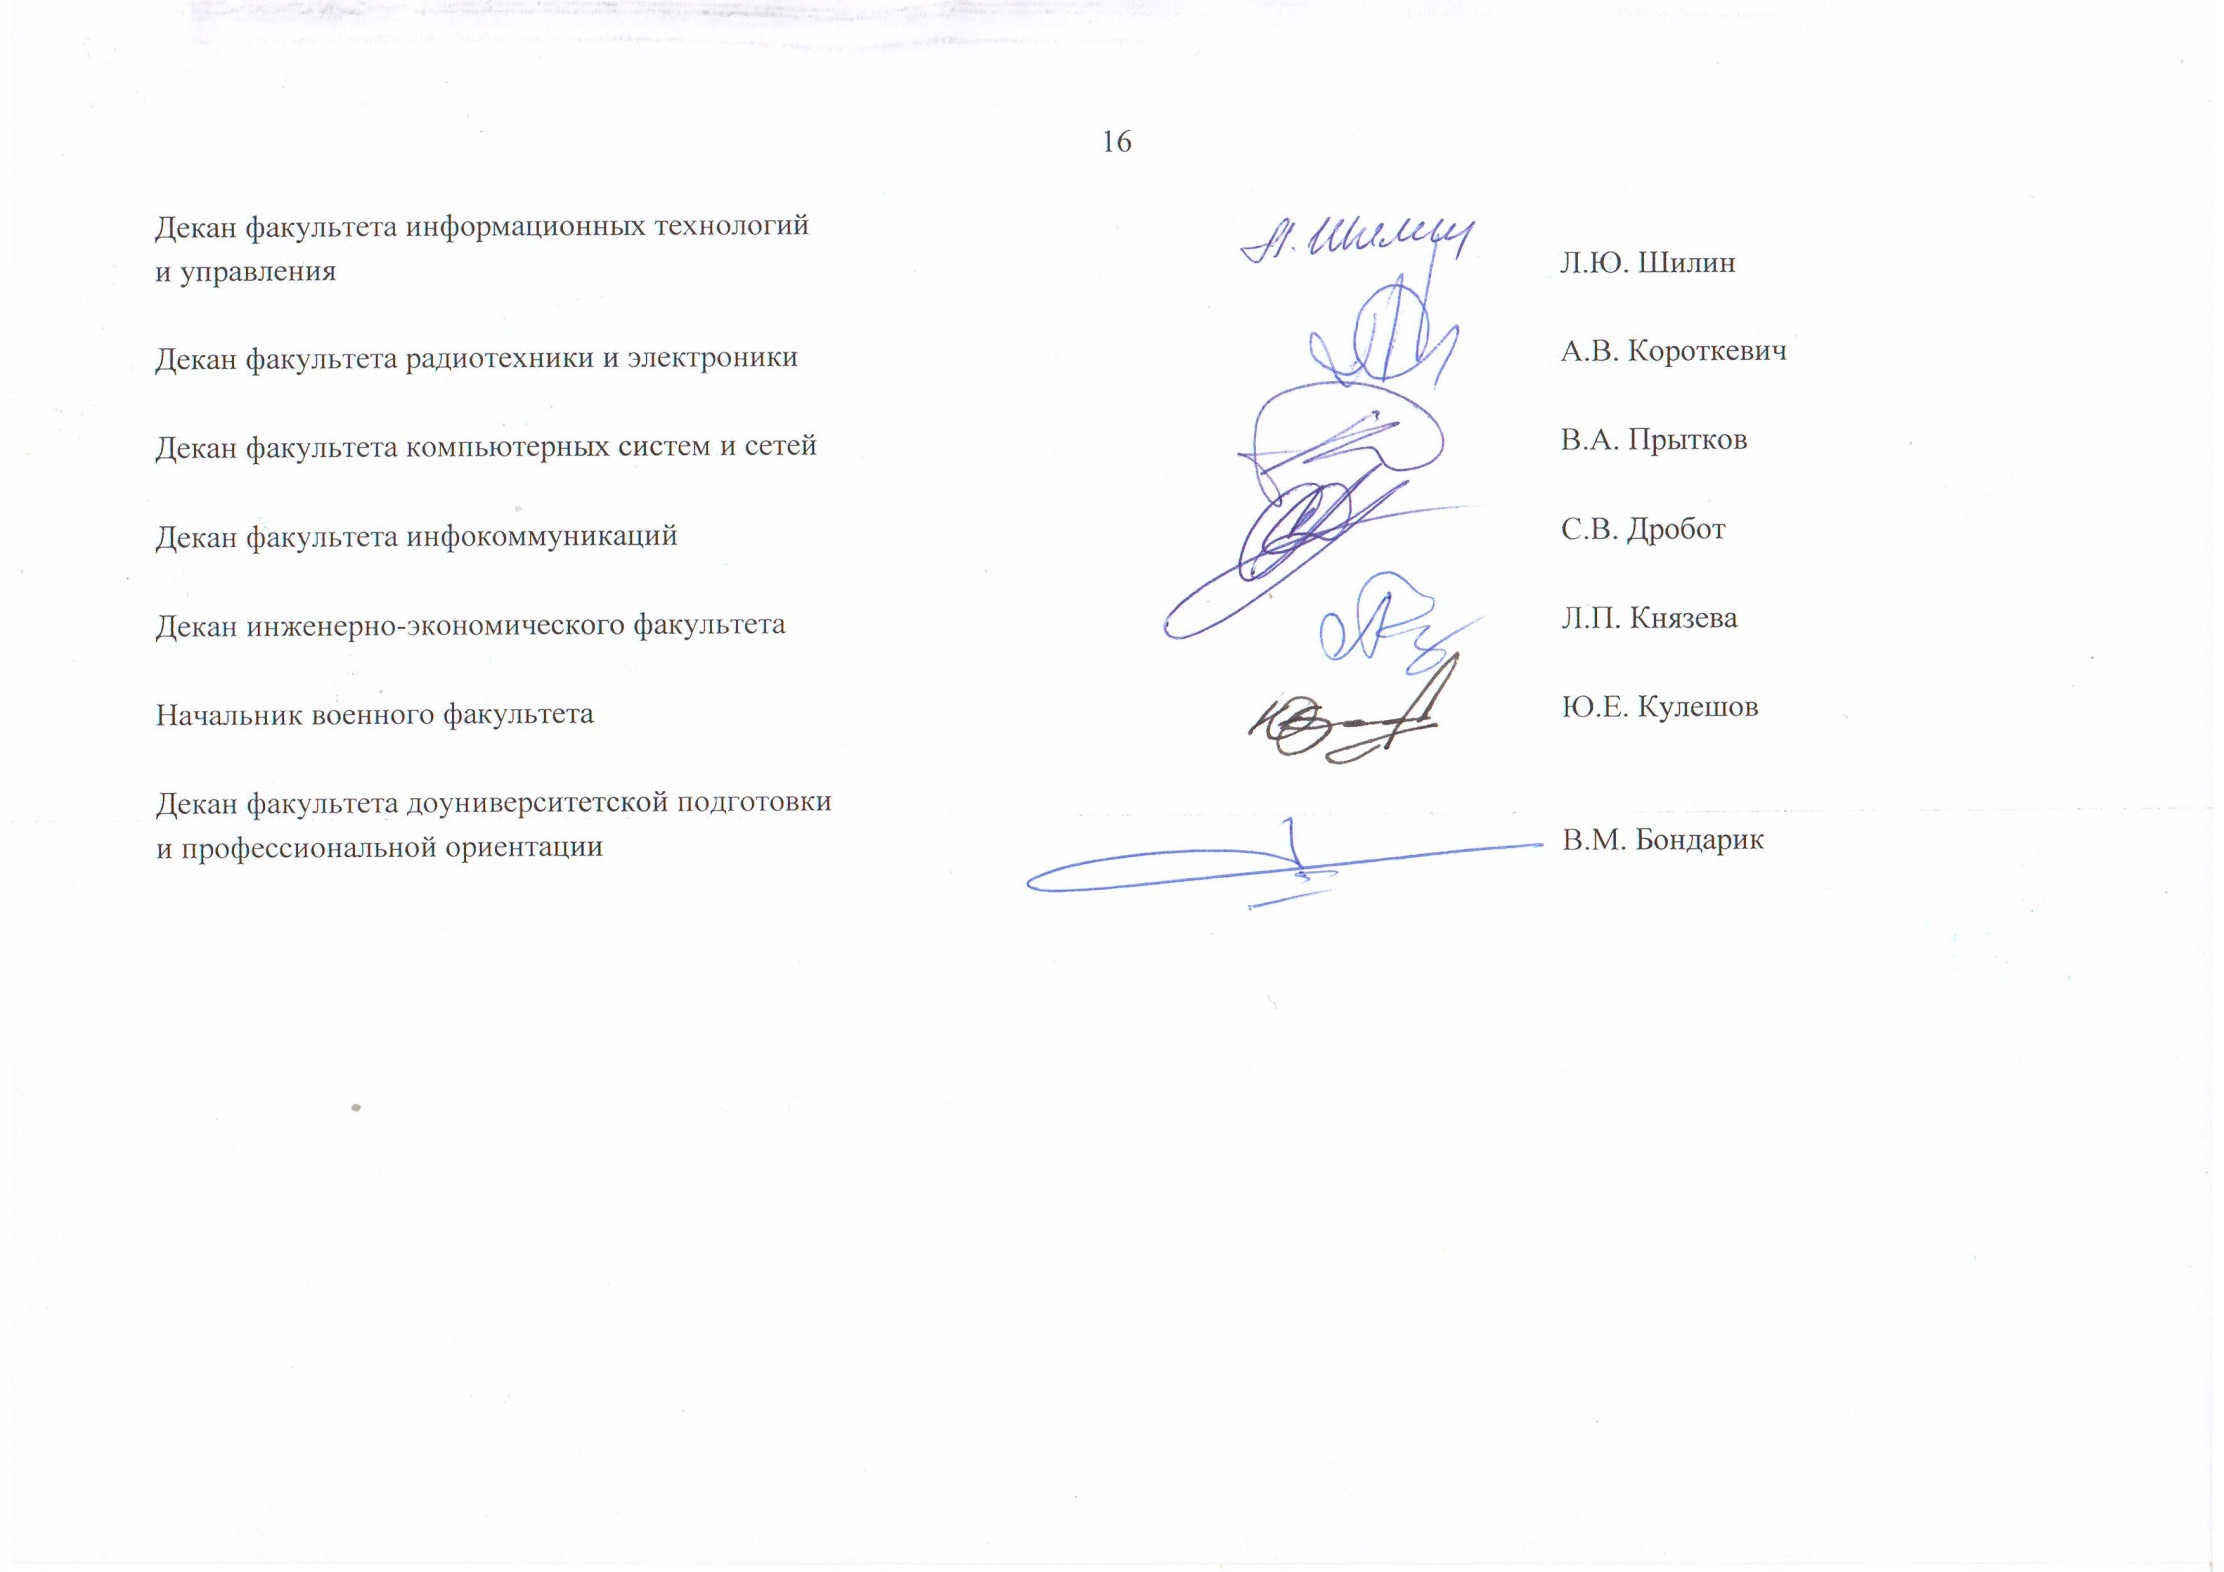 16
Декан факультета информационных технологий
и управления
Л. Шилин
Л.Ю. Шилин
Декан факультета радиотехники и электроники
А.В. Короткевич
Декан факультета компьютерных систем и сетей
В.А. Прытков
Декан факультета инфокоммуникаций
С.В. Дробот
Декан инженерно-экономического факультета
Л.П. Князева
Начальник военного факультета
Ю.Е. Кулешов
Декан факультета доуниверситетской подготовки
и профессиональной ориентации
В.М. Бондарик